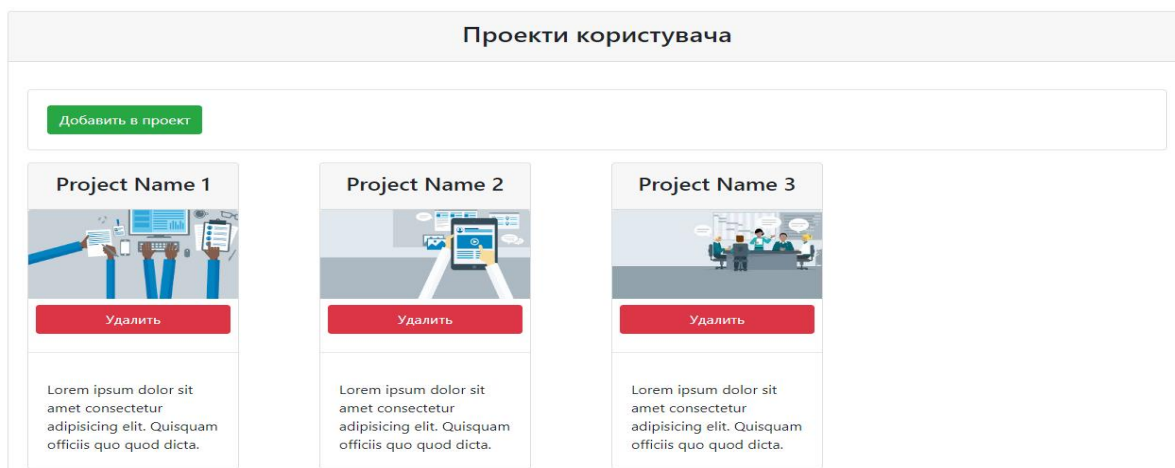 Проекти користувача
Добавить в проект
Project Name 1
Удалить
Lorem ipsum dolor sit
amet consectetur
adipisicing elit. Quisquam
officiis quo quod dicta.
Project Name 2
Удалить
Lorem ipsum dolor sit
amet consectetur
adipisicing elit. Quisquam
officiis quo quod dicta.
Project Name 3
Удалить
Lorem ipsum dolor sit
amet consectetur
adipisicing elit. Quisquam
officiis quo quod dicta.